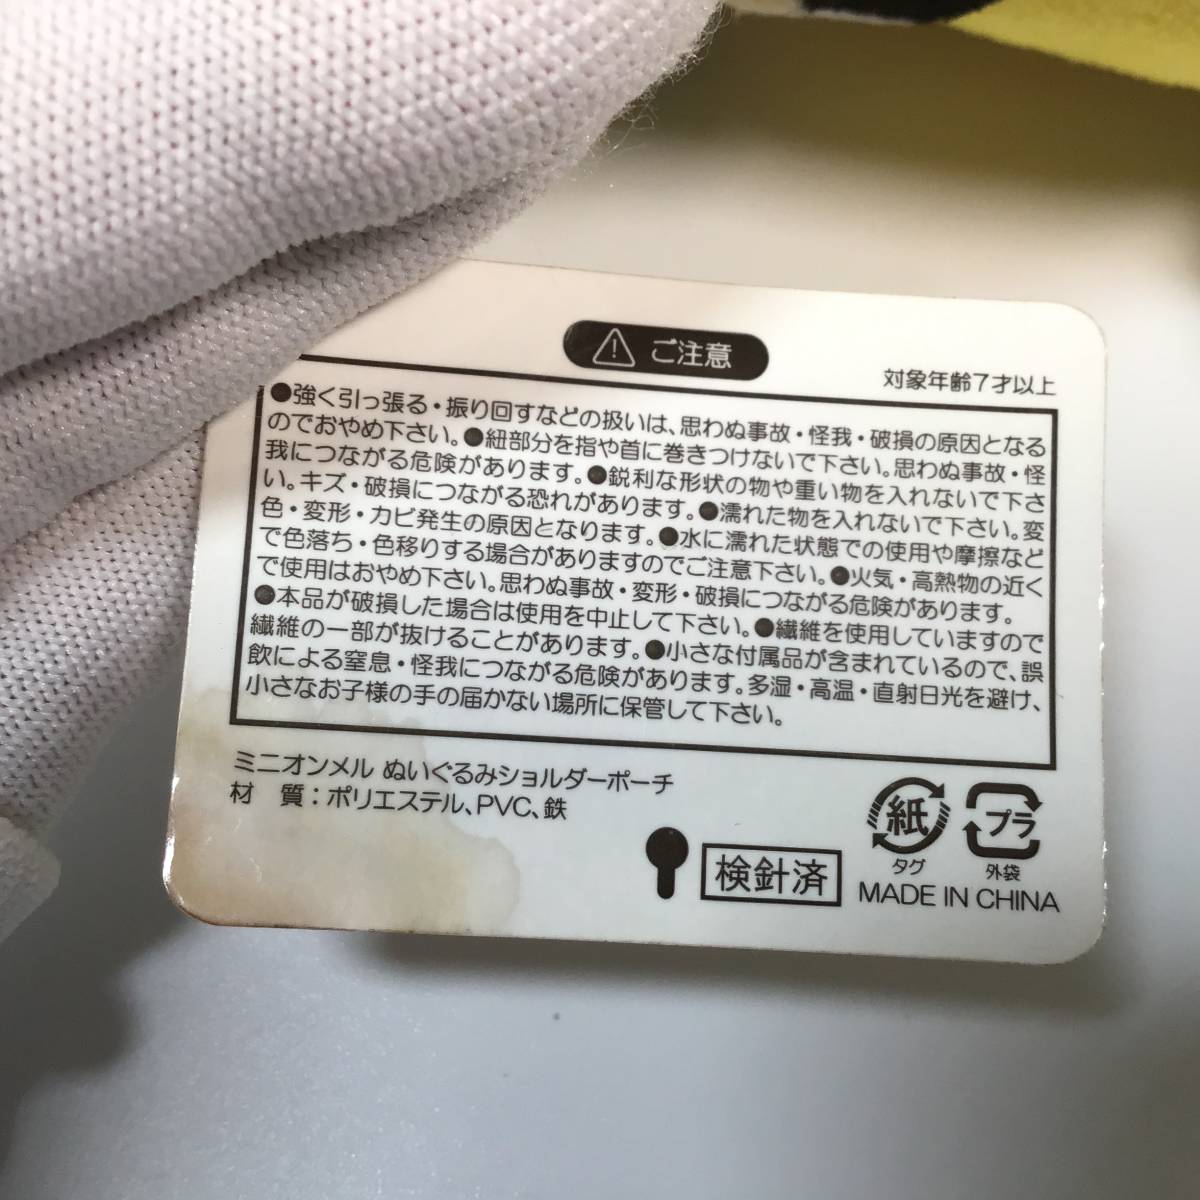 ご注意
対象年齢7才以上
●強く引っ張る・振り回すなどの扱いは、思わぬ事故・怪我・破損の原因となる
のでおやめ下さい。●紐部分を指や首に巻きつけないで下さい。思わぬ事故・怪
我につながる危険があります。●鋭利な形状の物や重い物を入れないで下さ
い。キズ・破損につながる恐れがあります。●濡れた物を入れないで下さい。変
色・変形・カビ発生の原因となります。●水に濡れた状態での使用や摩擦など
で色落ち・色移りする場合がありますのでご注意下さい。●火気・高熱物の近く
で使用はおやめ下さい。思わぬ事故・変形・破損につながる危険があります。
●本品が破損した場合は使用を中止して下さい。●繊維を使用していますので
繊維の一部が抜けることがあります。●小さな付属品が含まれているので、誤
飲による窒息・怪我につながる危険があります。多湿・高温・直射日光を避け、
小さなお子様の手の届かない場所に保管して下さい。
ミニオンメル ぬいぐるみショルダーポーチ
材 質：ポリエステル、PVC、鉄
検針済
紙
タグ
プラ
外袋
MADE IN CHINA